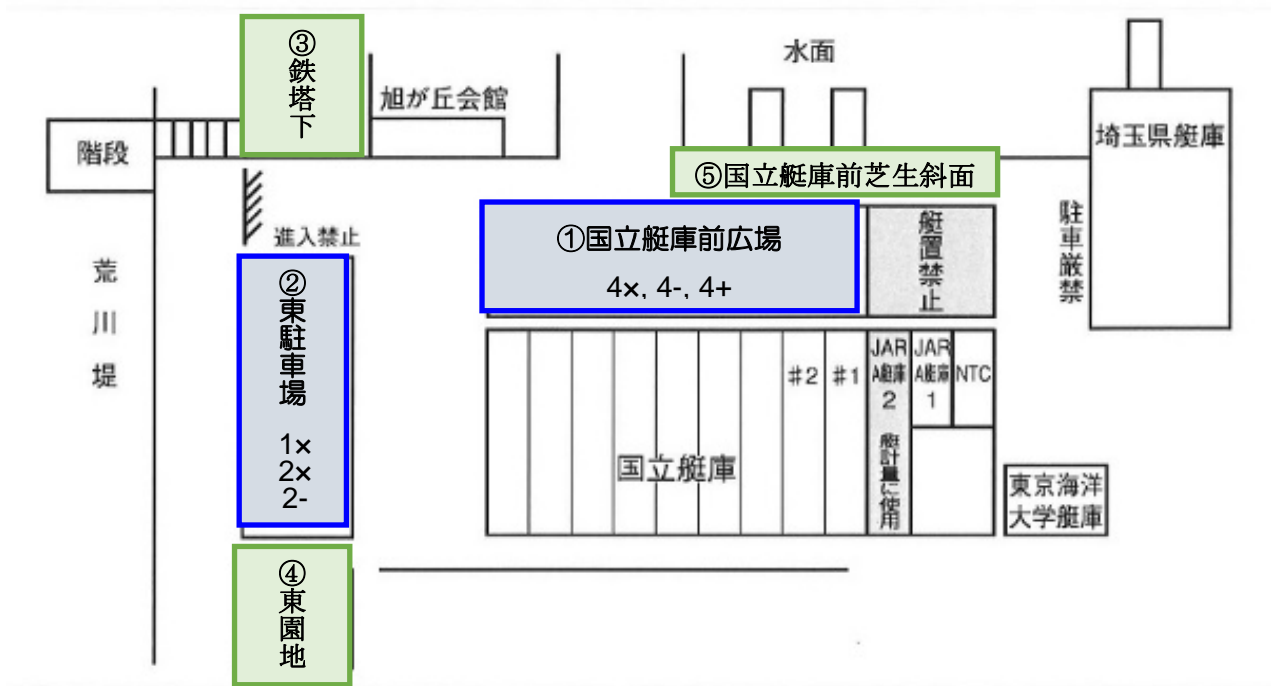 ③鉄塔下
水面
旭が丘会館
埼玉県艇庫
階段
⑤国立艇庫前芝生斜面
進入禁止
①国立艇庫前広場
4×, 4-, 4+
艇置禁止
駐車厳禁
荒川堤
②東駐車場
1×
2×
2-
#2
#1
JAR
A艇庫
2
艇計量に使用
JAR
A艇庫
1
NTC
国立艇庫
東京海洋
大学艇庫
④東園地